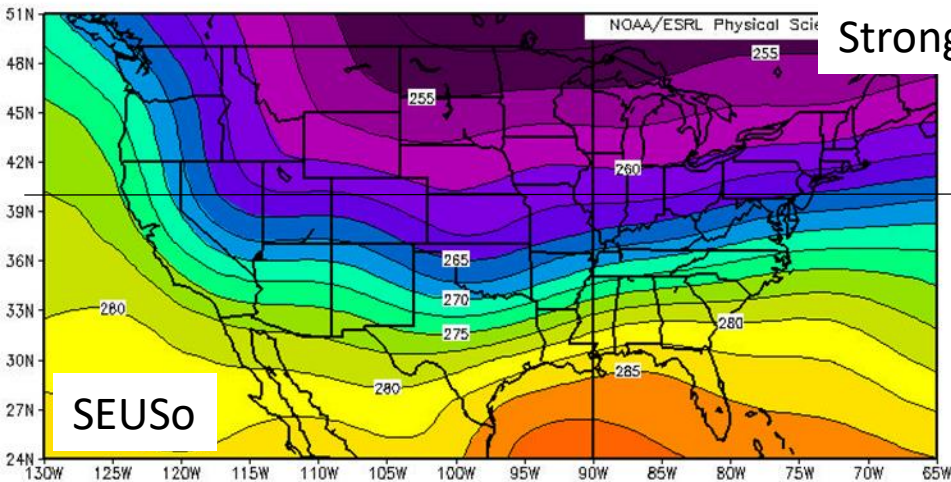 51N
NOAA/ESRL Physical
Strong
48N
255
45N
255
42N
260
39N
36N
265
270
33N
280
275
280
30N
280
285
27N
SEUSo
24N
130W 125W 120W 115W 110W 105W 100W 95W 90W 85W 80W 75W 70W 65W